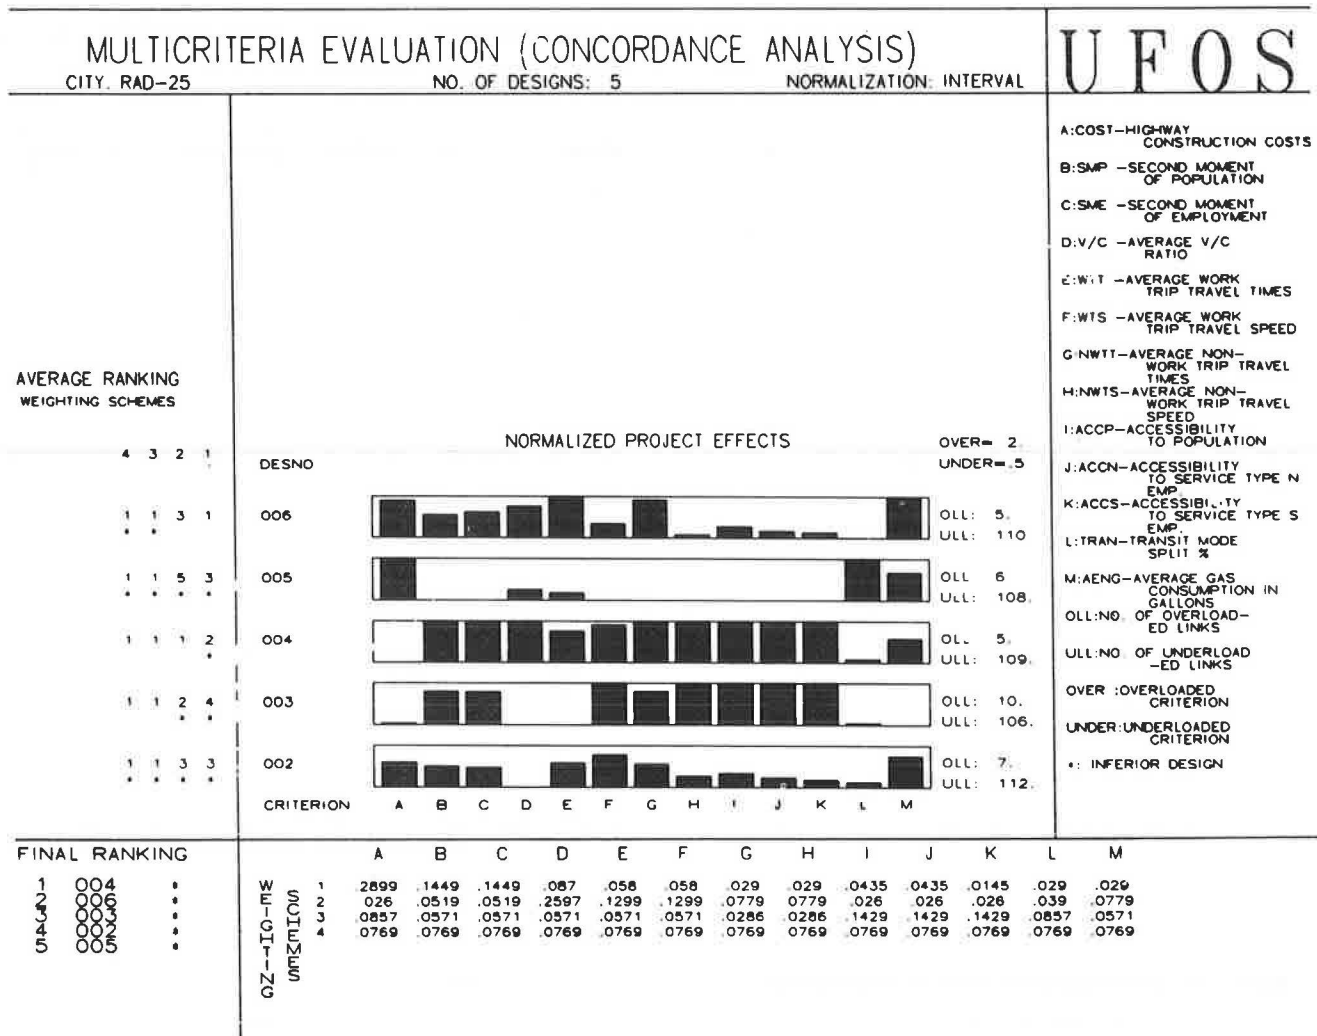 MULTICRITERIA EVALUATION (CONCORDANCE ANALYSIS)
CITY. RAD-25 NO. OF DESIGNS: 5 NORMALIZATION: INTERVAL
UFOS
A:COST-HIGHWAY
CONSTRUCTION COSTS
B:SMP -SECOND MOMENT
OF POPULATION
C:SME -SECOND MOMENT
OF EMPLOYMENT
D:V/C -AVERAGE V/C
RATIO
-AVERAGE WORK
TRIP TRAVEL TIMES
F:WTS -AVERAGE WORK
TRIP TRAVEL SPEED
G:NWTT-AVERAGE NON-
WORK TRIP TRAVEL
TIMES
H:NWTS-AVERAGE NON-
WORK TRIP TRAVEL
SPEED
I:ACCP-ACCESSIBILITY
TO POPULATION
J:ACCN-ACCESSIBILITY
TO SERVICE TYPE N
EMP.
K:ACCS-ACCESSIBILITY
TO SERVICE TYPE S
EMP.
L:TRAN-TRANSIT MODE
SPLIT %
M:AENG-AVERAGE GAS
CONSUMPTION IN
GALLONS
OLL:NO. OF OVERLOAD-
ED LINKS
ULL:NO. OF UNDERLOAD
-ED LINKS
OVER :OVERLOADED
CRITERION
UNDER:UNDERLOADED
CRITERION
*: INFERIOR DESIGN
AVERAGE RANKING
WEIGHTING SCHEMES
4 3 2 1
NORMALIZED PROJECT EFFECTS
OVER= 2.
DESNO
UNDER=.5
1 1 3 1 006 OLL: 5.
* * ULL: 110
1 1 5 3 005 OLL 6
* * * * ULL: 108.
1 1 1 2 004 OLL 5.
* ULL: 109.
1 1 2 4 003 OLL: 10.
* * ULL: 106.
1 1 3 3 002 OLL: 7.
* * * * ULL: 112.
CRITERION A B C D E F G H I J K L M
FINAL RANKING
1 004 *
2 006 *
3 003 *
4 002 *
5 005 *
WEIGHTING
SCHEMES
A B C D E F G H I J K L M
1 .2899 .1449 .1449 .087 .058 .058 .029 .029 .0435 .0435 .0145 .029 .029
2 .026 .0519 .0519 .2597 .1299 .1299 .0779 .0779 .026 .026 .026 .039 .0779
3 .0857 .0571 .0571 .0571 .0571 .0571 .0286 .0286 .1429 .1429 .1429 .0857 .0571
4 .0769 .0769 .0769 .0769 .0769 .0769 .0769 .0769 .0769 .0769 .0769 .0769 .0769